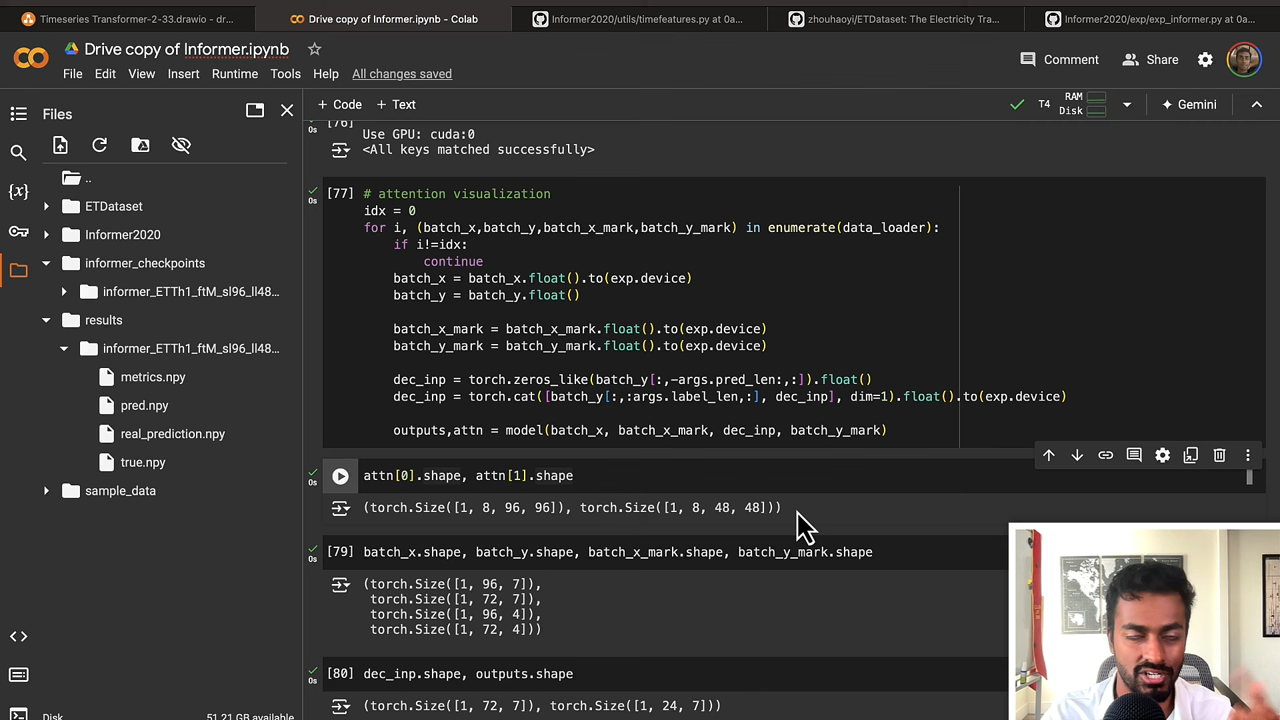 Timeseries Transformer-2-33.drawio - dr...
Drive copy of Informer.ipynb - Colab
Informer2020/utils/timefeatures.py at 0a...
zhouhaoyi/ETDataset: The Electricity Tra...
Informer2020/exp/exp_informer.py at 0a...
Drive copy of Informer.ipynb
Comment
Share
File Edit View Insert Runtime Tools Help All changes saved
Files
+ Code + Text
T4
RAM
Disk
Gemini
..
ETDataset
Informer2020
informer_checkpoints
informer_ETTh1_ftM_sl96_ll48...
results
informer_ETTh1_ftM_sl96_ll48...
metrics.npy
pred.npy
real_prediction.npy
true.npy
sample_data
Disk 51.21 GB available
[76]
0s
Use GPU: cuda:0
<All keys matched successfully>
[77] # attention visualization
0s
idx = 0
for i, (batch_x,batch_y,batch_x_mark,batch_y_mark) in enumerate(data_loader):
if i!=idx:
continue
batch_x = batch_x.float().to(exp.device)
batch_y = batch_y.float()
batch_x_mark = batch_x_mark.float().to(exp.device)
batch_y_mark = batch_y_mark.float().to(exp.device)
dec_inp = torch.zeros_like(batch_y[:,-args.pred_len:,:]).float()
dec_inp = torch.cat([batch_y[:,:args.label_len,:], dec_inp], dim=1).float().to(exp.device)
outputs,attn = model(batch_x, batch_x_mark, dec_inp, batch_y_mark)
0s
attn[0].shape, attn[1].shape
(torch.Size([1, 8, 96, 96]), torch.Size([1, 8, 48, 48]))
[79] batch_x.shape, batch_y.shape, batch_x_mark.shape, batch_y_mark.shape
0s
(torch.Size([1, 96, 7]),
torch.Size([1, 72, 7]),
torch.Size([1, 96, 4]),
torch.Size([1, 72, 4]))
[80] dec_inp.shape, outputs.shape
0s
(torch.Size([1, 72, 7]), torch.Size([1, 24, 7]))